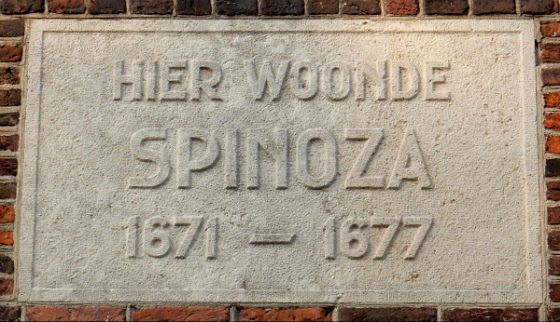 HIER WOONDE
SPINOZA
1671 — 1677